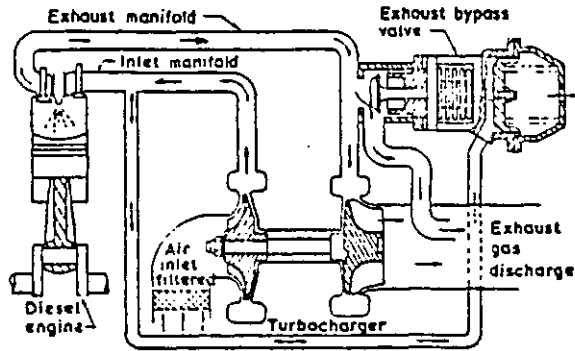 Exhaust manifold
Exhaust bypass
valve
Inlet manifold
Air
inlet
filtered
Exhaust
gas
discharge
Diesel
engine
Turbocharger